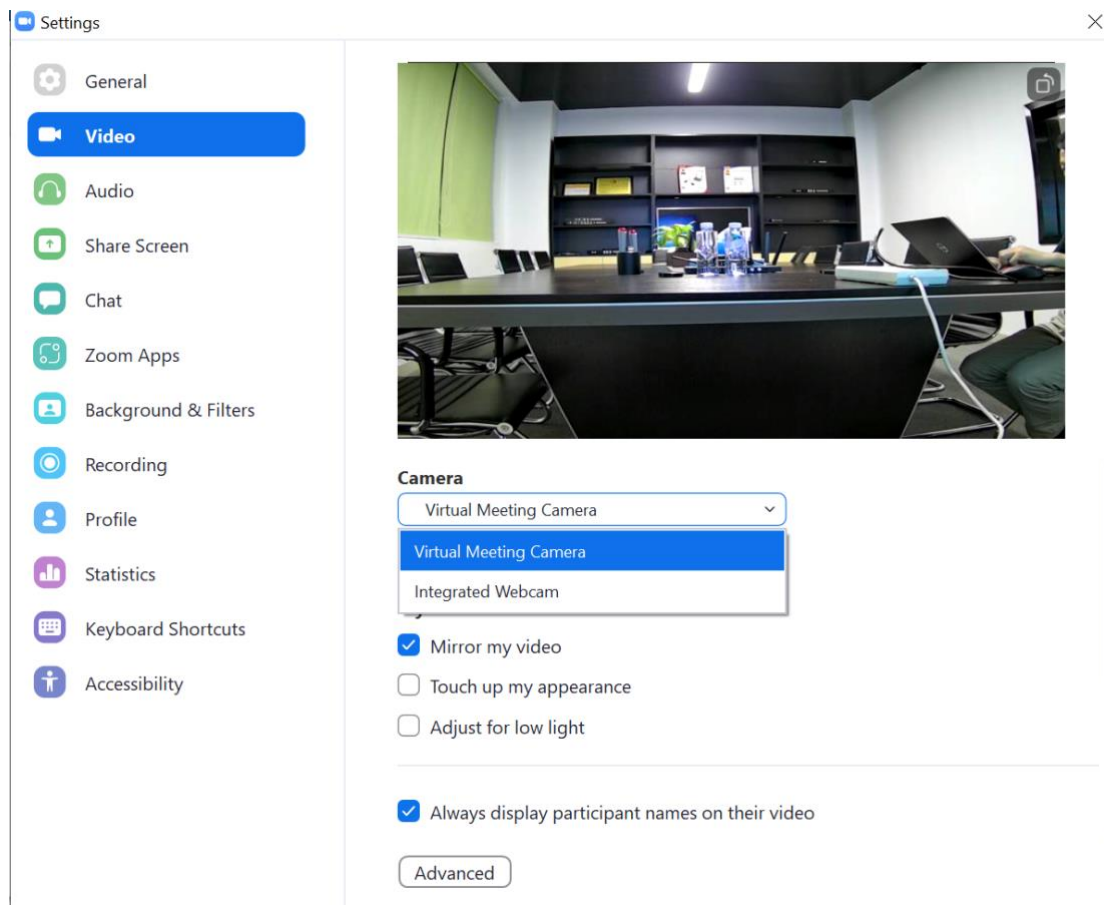 Settings
General
Video
Audio
Share Screen
Chat
Zoom Apps
Background & Filters
Recording
Profile
Statistics
Keyboard Shortcuts
Accessibility
Camera
Virtual Meeting Camera
Virtual Meeting Camera
Integrated Webcam
Mirror my video
Touch up my appearance
Adjust for low light
Always display participant names on their video
Advanced